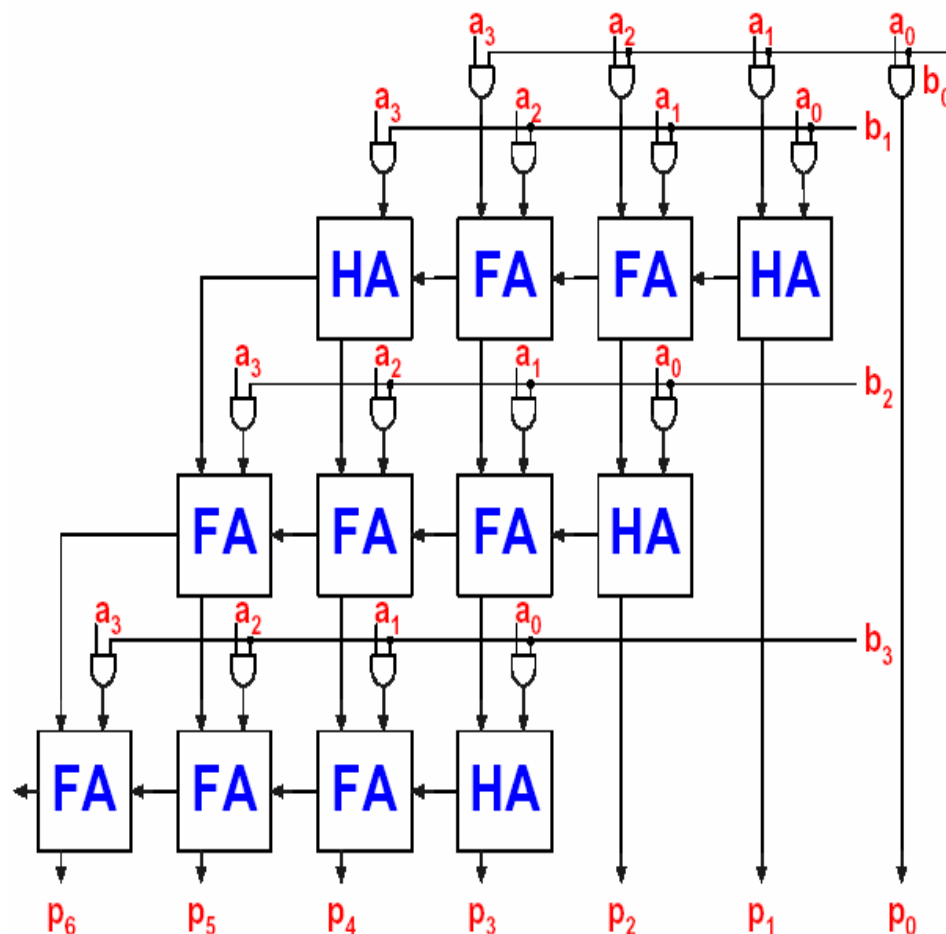 a₃ a₂ a₁ a₀
b₀
a₃ a₂ a₁ a₀ b₁
HA FA FA HA
a₃ a₂ a₁ a₀ b₂
FA FA FA HA
a₃ a₂ a₁ a₀ b₃
FA FA FA HA
p₆ p₅ p₄ p₃ p₂ p₁ p₀